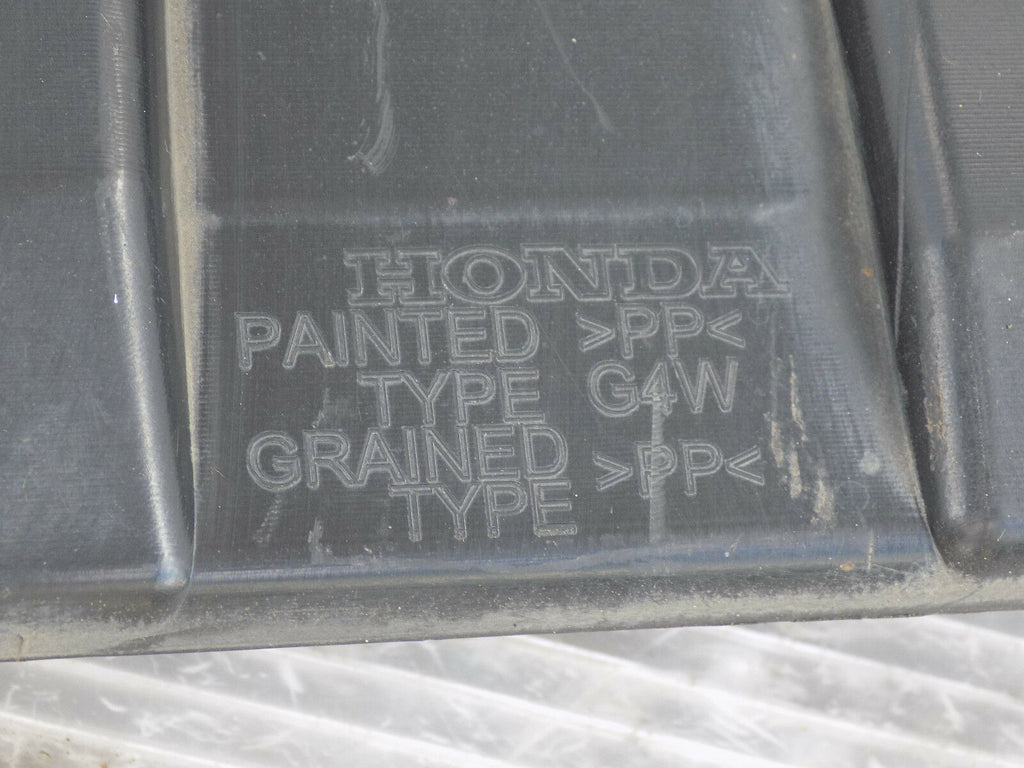 HONDA
PAINTED >PP<
TYPE G4W
GRAINED >PP<
TYPE